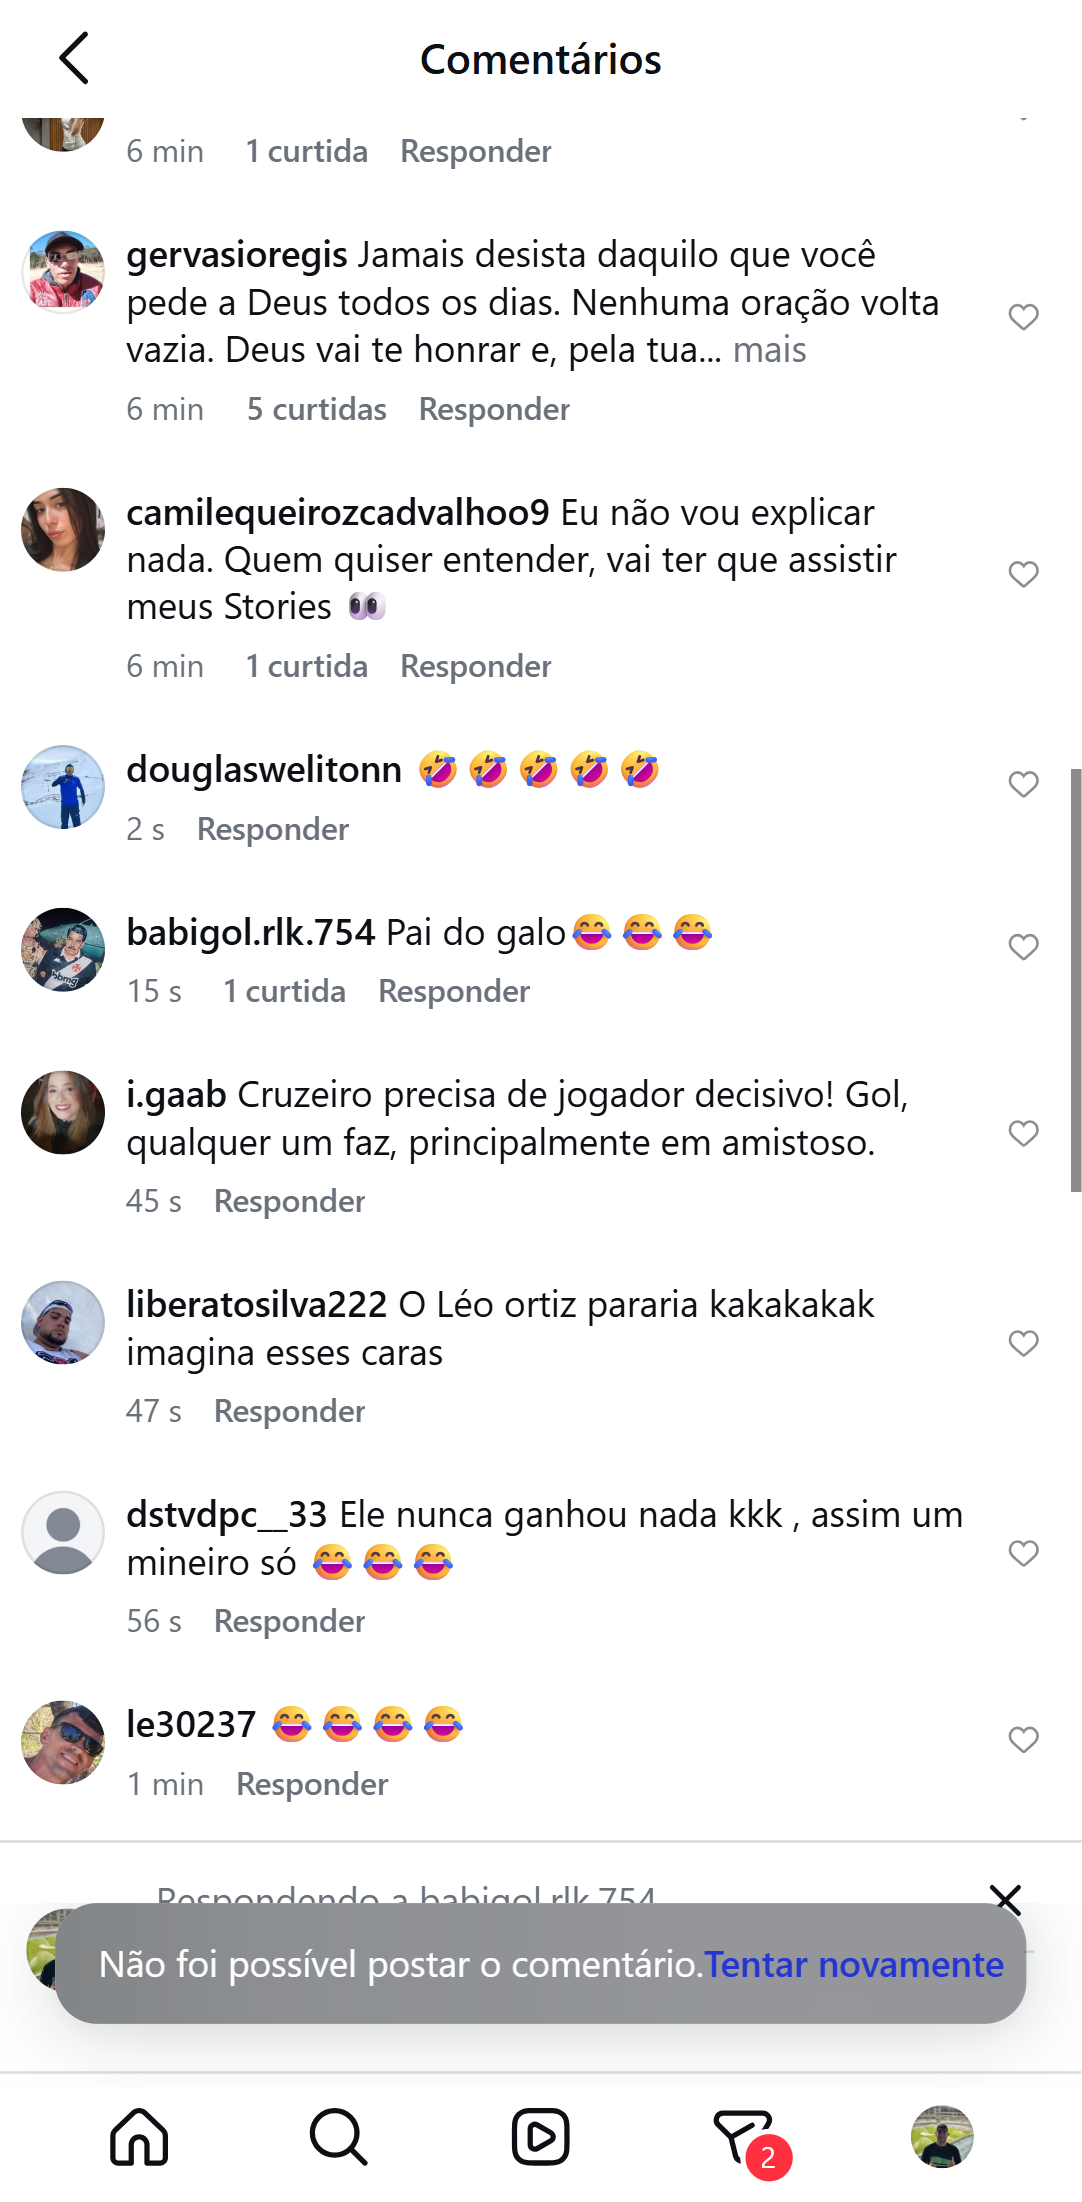 Comentários
6 min 1 curtida Responder
gervasioregis Jamais desista daquilo que você
pede a Deus todos os dias. Nenhuma oração volta
vazia. Deus vai te honrar e, pela tua... mais
6 min 5 curtidas Responder
camilequeirozcadvalhoo9 Eu não vou explicar
nada. Quem quiser entender, vai ter que assistir
meus Stories 👀
6 min 1 curtida Responder
douglaswelitonn 🤣🤣🤣🤣🤣
2 s Responder
babigol.rlk.754 Pai do galo😂😂😂
15 s 1 curtida Responder
i.gaab Cruzeiro precisa de jogador decisivo! Gol,
qualquer um faz, principalmente em amistoso.
45 s Responder
liberatosilva222 O Léo ortiz pararia kakakakak
imagina esses caras
47 s Responder
dstvdpc__33 Ele nunca ganhou nada kkk , assim um
mineiro só 😂😂😂
56 s Responder
le30237 😂😂😂😂
1 min Responder
Respondendo a babigol.rlk.754
Não foi possível postar o comentário.Tentar novamente
2